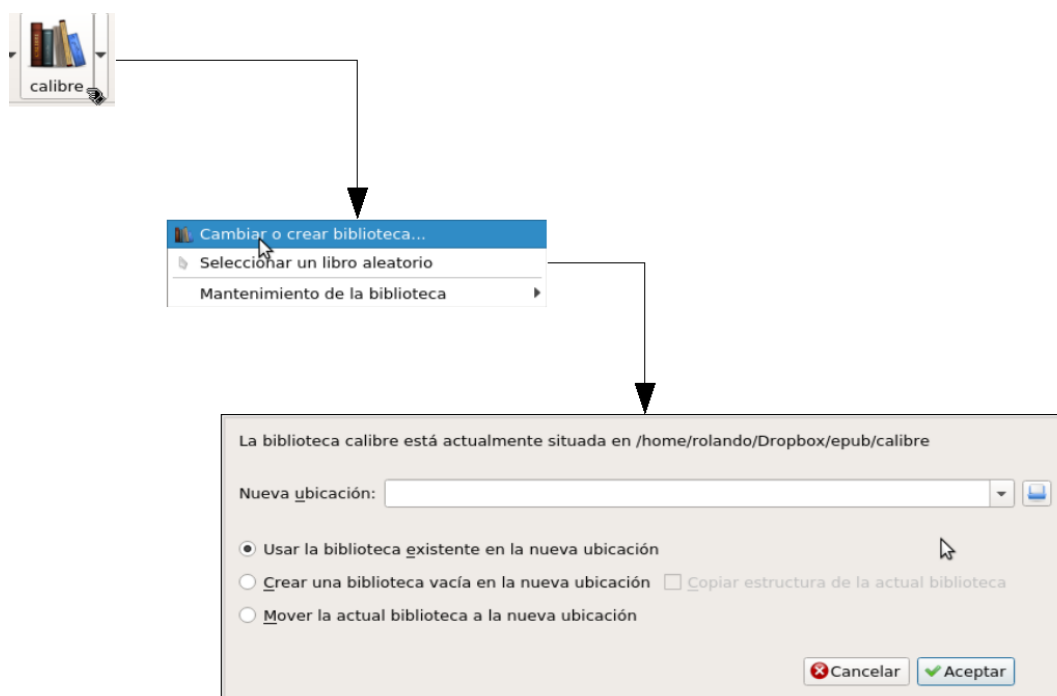 calibre
Cambiar o crear biblioteca...
Seleccionar un libro aleatorio
Mantenimiento de la biblioteca
La biblioteca calibre está actualmente situada en /home/rolando/Dropbox/epub/calibre
Nueva ubicación:
Usar la biblioteca existente en la nueva ubicación
Crear una biblioteca vacía en la nueva ubicación Copiar estructura de la actual biblioteca
Mover la actual biblioteca a la nueva ubicación
Cancelar Aceptar